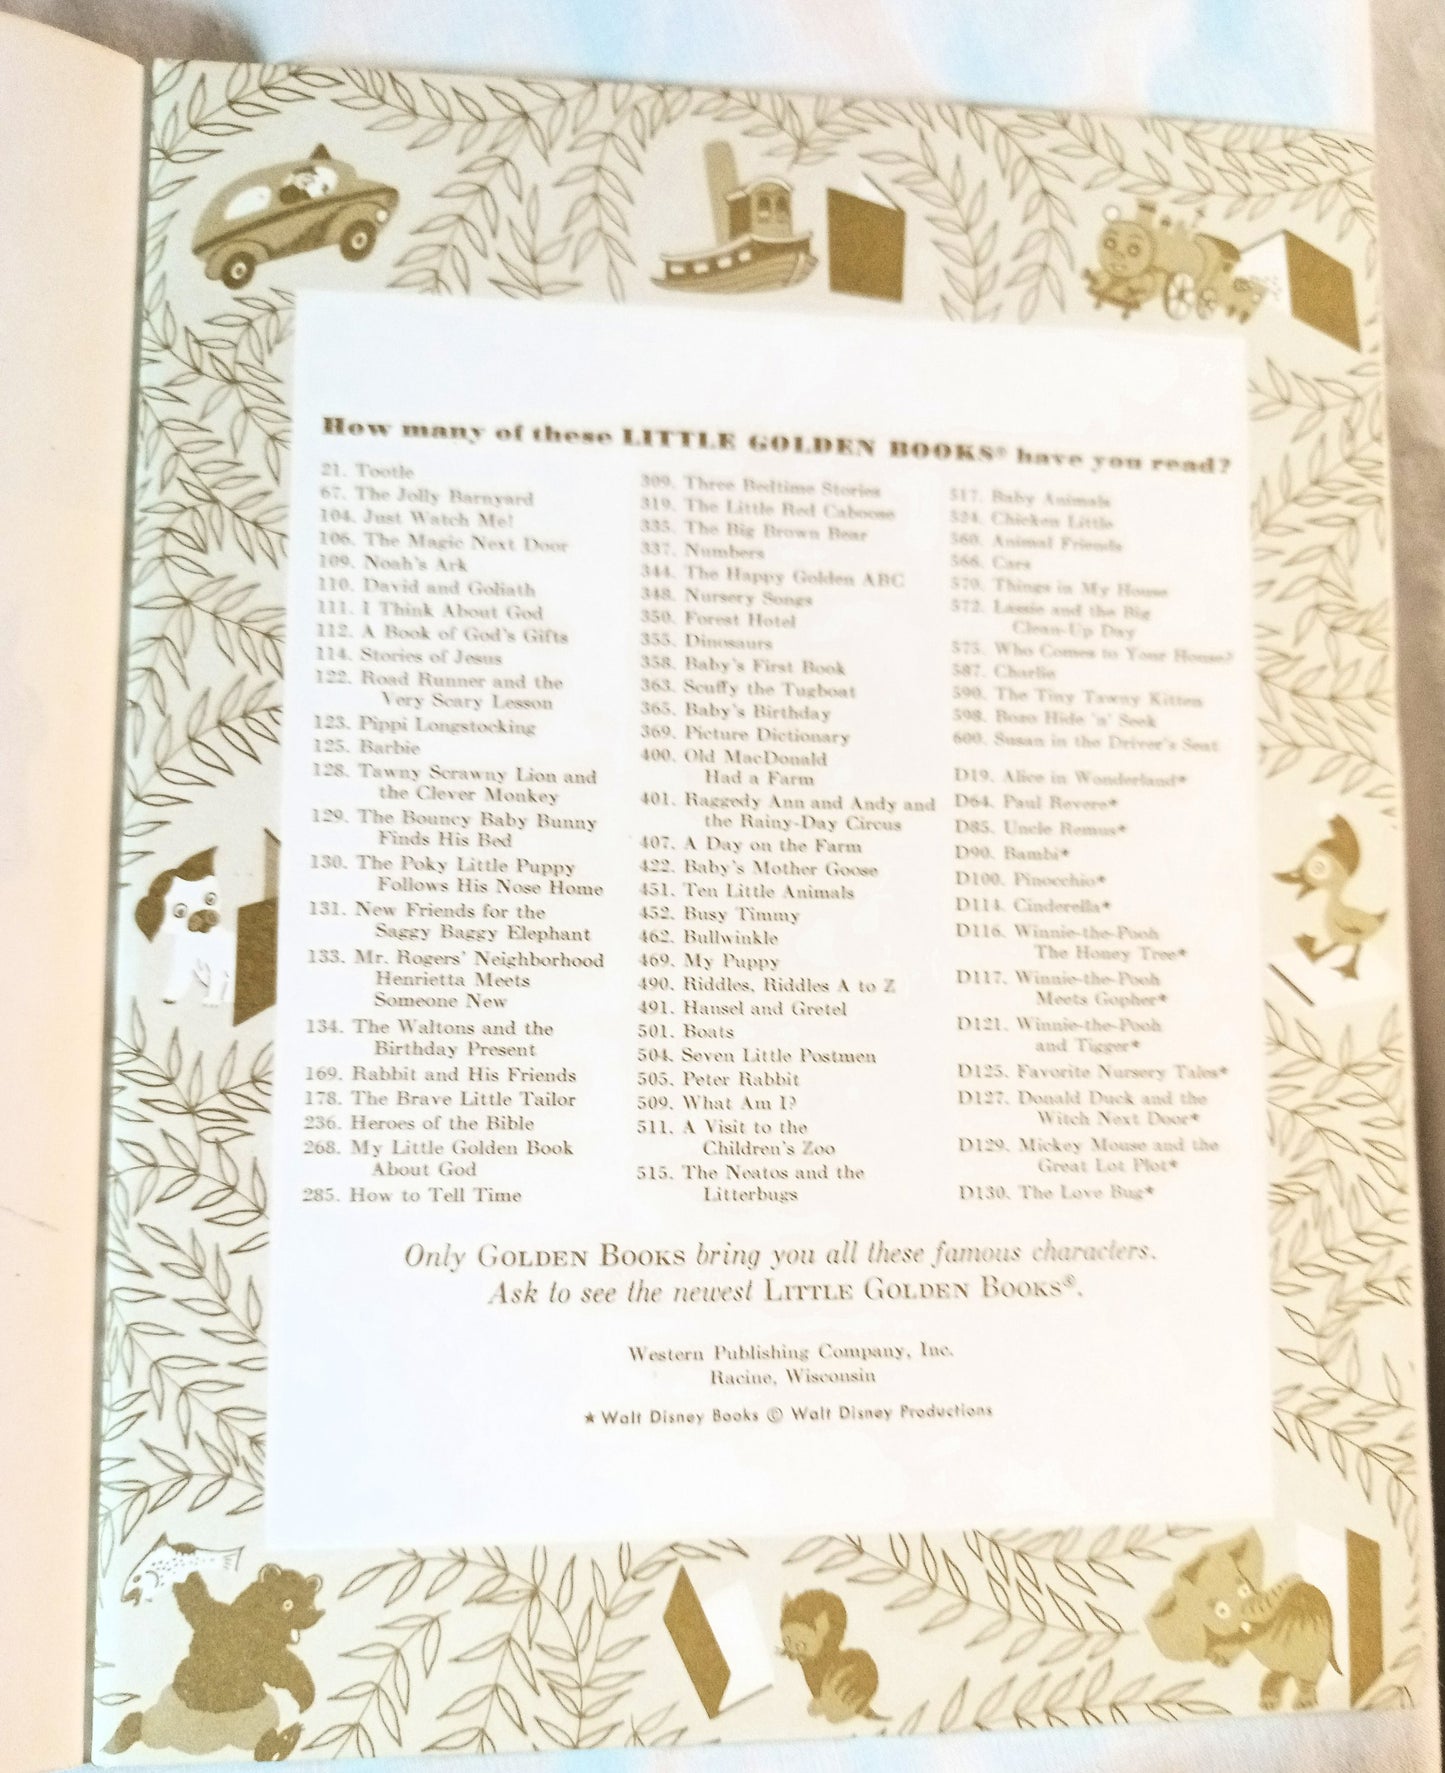 How many of these LITTLE GOLDEN BOOKS® have you read?
21. Tootle
67. The Jolly Barnyard
104. Just Watch Me!
106. The Magic Next Door
109. Noah's Ark
110. David and Goliath
111. I Think About God
112. A Book of God's Gifts
114. Stories of Jesus
122. Road Runner and the
Very Scary Lesson
123. Pippi Longstocking
125. Barbie
128. Tawny Scrawny Lion and
the Clever Monkey
129. The Bouncy Baby Bunny
Finds His Bed
130. The Poky Little Puppy
Follows His Nose Home
131. New Friends for the
Saggy Baggy Elephant
133. Mr. Rogers' Neighborhood
Henrietta Meets
Someone New
134. The Waltons and the
Birthday Present
169. Rabbit and His Friends
178. The Brave Little Tailor
236. Heroes of the Bible
268. My Little Golden Book
About God
285. How to Tell Time
309. Three Bedtime Stories
319. The Little Red Caboose
335. The Big Brown Bear
337. Numbers
344. The Happy Golden ABC
348. Nursery Songs
350. Forest Hotel
355. Dinosaurs
358. Baby's First Book
363. Scuffy the Tugboat
365. Baby's Birthday
369. Picture Dictionary
400. Old MacDonald
Had a Farm
401. Raggedy Ann and Andy and
the Rainy-Day Circus
407. A Day on the Farm
422. Baby's Mother Goose
451. Ten Little Animals
452. Busy Timmy
462. Bullwinkle
469. My Puppy
490. Riddles, Riddles A to Z
491. Hansel and Gretel
501. Boats
504. Seven Little Postmen
505. Peter Rabbit
509. What Am I?
511. A Visit to the
Children's Zoo
515. The Neatos and the
Litterbugs
517. Baby Animals
524. Chicken Little
560. Animal Friends
566. Cars
570. Things in My House
572. Lassie and the Big
Clean-Up Day
575. Who Comes to Your House?
587. Charlie
590. The Tiny Tawny Kitten
598. Bozo Hide 'n' Seek
600. Susan in the Driver's Seat
D19. Alice in Wonderland*
D64. Paul Revere*
D85. Uncle Remus*
D90. Bambi*
D100. Pinocchio*
D114. Cinderella*
D116. Winnie-the-Pooh
The Honey Tree*
D117. Winnie-the-Pooh
Meets Gopher*
D121. Winnie-the-Pooh
and Tigger*
D125. Favorite Nursery Tales*
D127. Donald Duck and the
Witch Next Door*
D129. Mickey Mouse and the
Great Lot Plot*
D130. The Love Bug*
Only GOLDEN BOOKS bring you all these famous characters.
Ask to see the newest LITTLE GOLDEN BOOKS®.
Western Publishing Company, Inc.
Racine, Wisconsin
★ Walt Disney Books © Walt Disney Productions